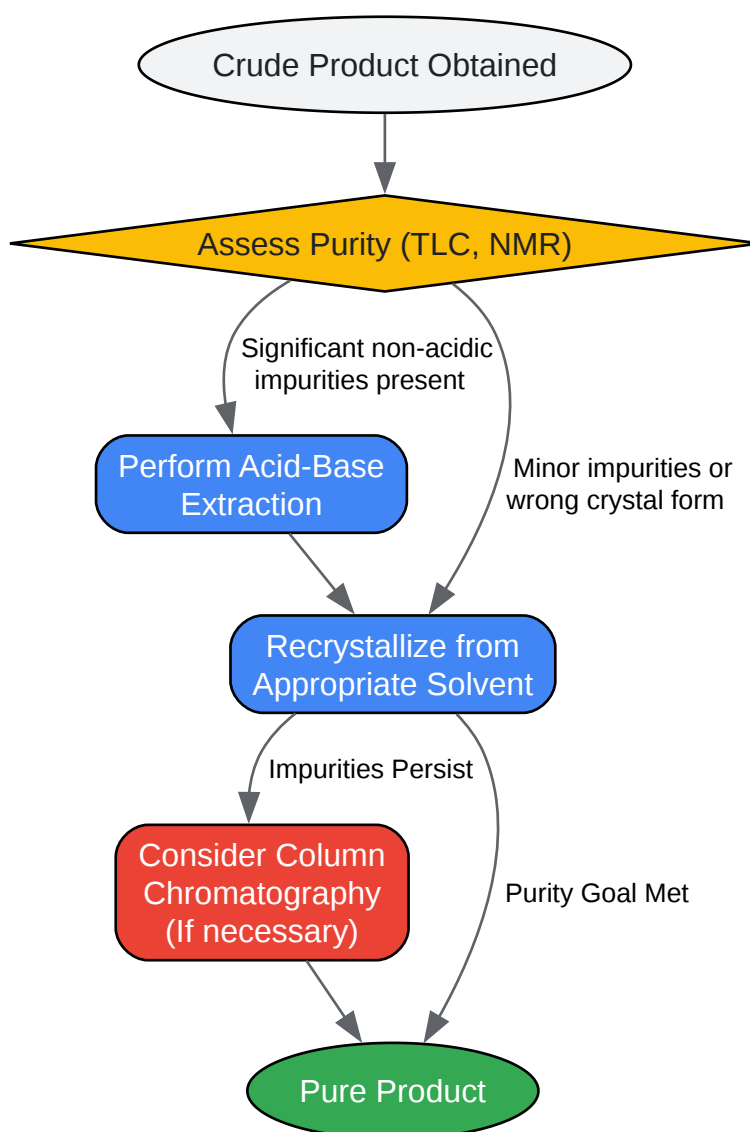 Crude Product Obtained
Assess Purity (TLC, NMR)
Significant non-acidic
impurities present
Perform Acid-Base
Extraction
Minor impurities or
wrong crystal form
Recrystallize from
Appropriate Solvent
Impurities Persist
Consider Column
Chromatography
(If necessary)
Purity Goal Met
Pure Product